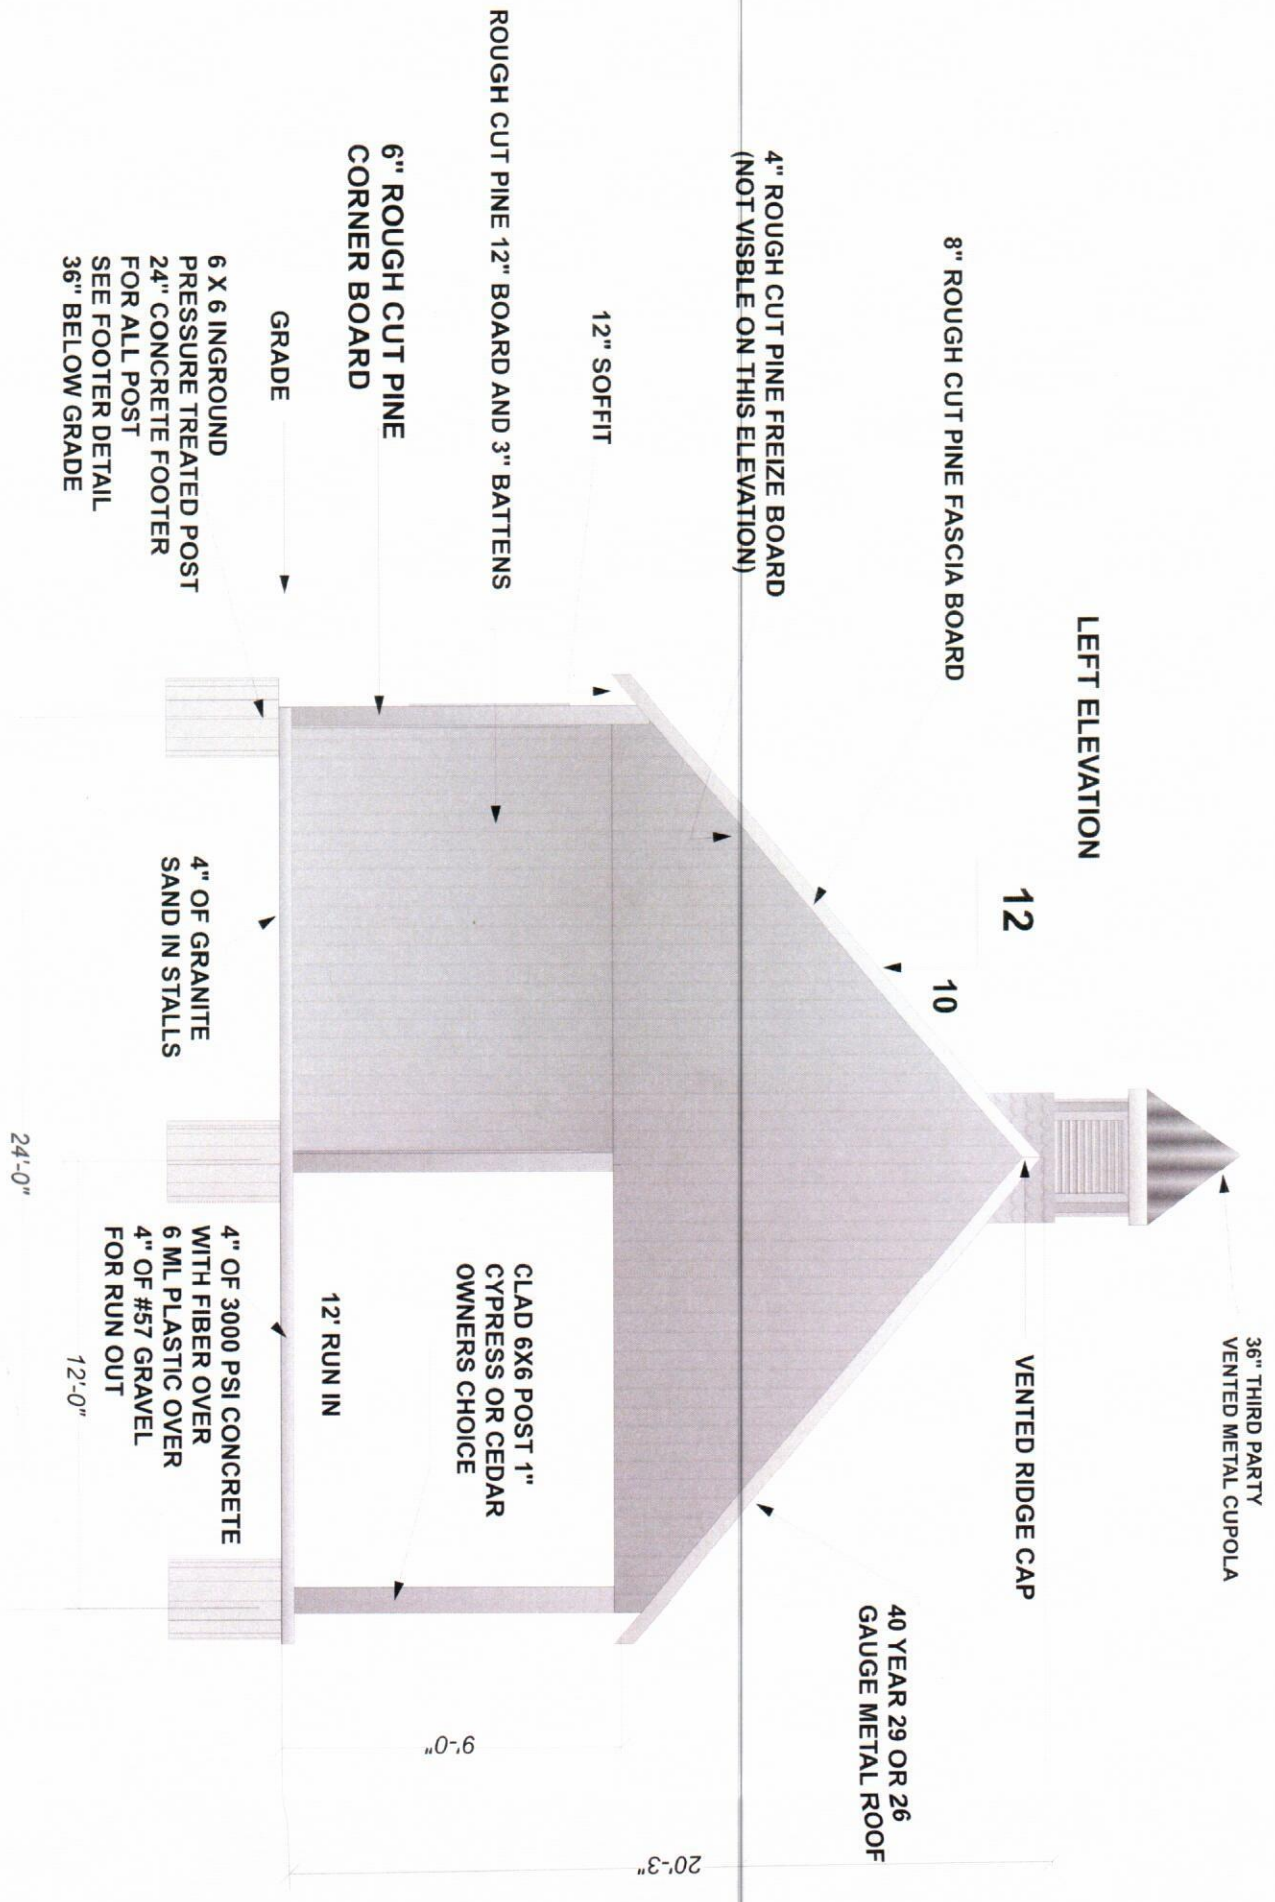 LEFT ELEVATION
36" THIRD PARTY
VENTED METAL CUPOLA
12
10
VENTED RIDGE CAP
8" ROUGH CUT PINE FASCIA BOARD
40 YEAR 29 OR 26
GAUGE METAL ROOF
4" ROUGH CUT PINE FREIZE BOARD
(NOT VISBLE ON THIS ELEVATION)
12" SOFFIT
ROUGH CUT PINE 12" BOARD AND 3" BATTENS
6" ROUGH CUT PINE
CORNER BOARD
CLAD 6X6 POST 1"
CYPRESS OR CEDAR
OWNERS CHOICE
12' RUN IN
GRADE
6 X 6 INGROUND
PRESSURE TREATED POST
24" CONCRETE FOOTER
FOR ALL POST
SEE FOOTER DETAIL
36" BELOW GRADE
4" OF GRANITE
SAND IN STALLS
4" OF 3000 PSI CONCRETE
WITH FIBER OVER
6 ML PLASTIC OVER
4" OF #57 GRAVEL
FOR RUN OUT
9'-0"
20'-3"
12'-0"
24'-0"